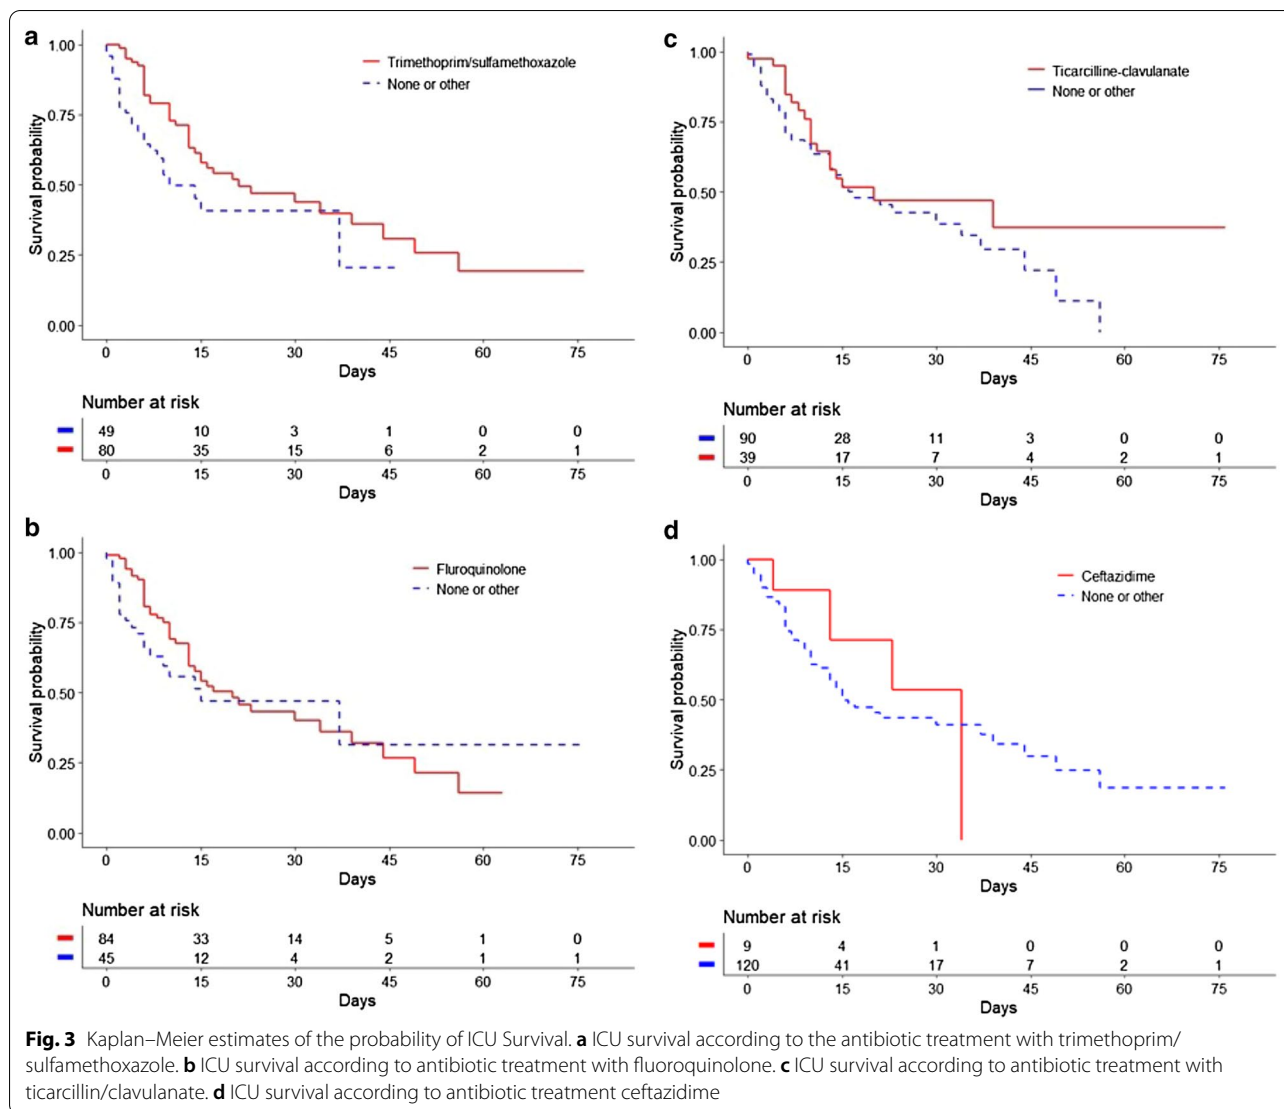 a
1.00
0.75
0.50
0.25
0.00
Survival probability
Trimethoprim/sulfamethoxazole
None or other
0 15 30 45 60 75
Days
Number at risk
49 10 3 1 0 0
80 35 15 6 2 1
0 15 30 45 60 75
Days
b
1.00
0.75
0.50
0.25
0.00
Survival probability
Fluroquinolone
None or other
0 15 30 45 60 75
Days
Number at risk
84 33 14 5 1 0
45 12 4 2 1 1
0 15 30 45 60 75
Days
c
1.00
0.75
0.50
0.25
0.00
Survival probability
Ticarcilline-clavulanate
None or other
0 15 30 45 60 75
Days
Number at risk
90 28 11 3 0 0
39 17 7 4 2 1
0 15 30 45 60 75
Days
d
1.00
0.75
0.50
0.25
0.00
Survival probability
Ceftazidime
None or other
0 15 30 45 60 75
Days
Number at risk
9 4 1 0 0 0
120 41 17 7 2 1
0 15 30 45 60 75
Days
Fig. 3 Kaplan–Meier estimates of the probability of ICU Survival. a ICU survival according to the antibiotic treatment with trimethoprim/
sulfamethoxazole. b ICU survival according to antibiotic treatment with fluoroquinolone. c ICU survival according to antibiotic treatment with
ticarcillin/clavulanate. d ICU survival according to antibiotic treatment ceftazidime